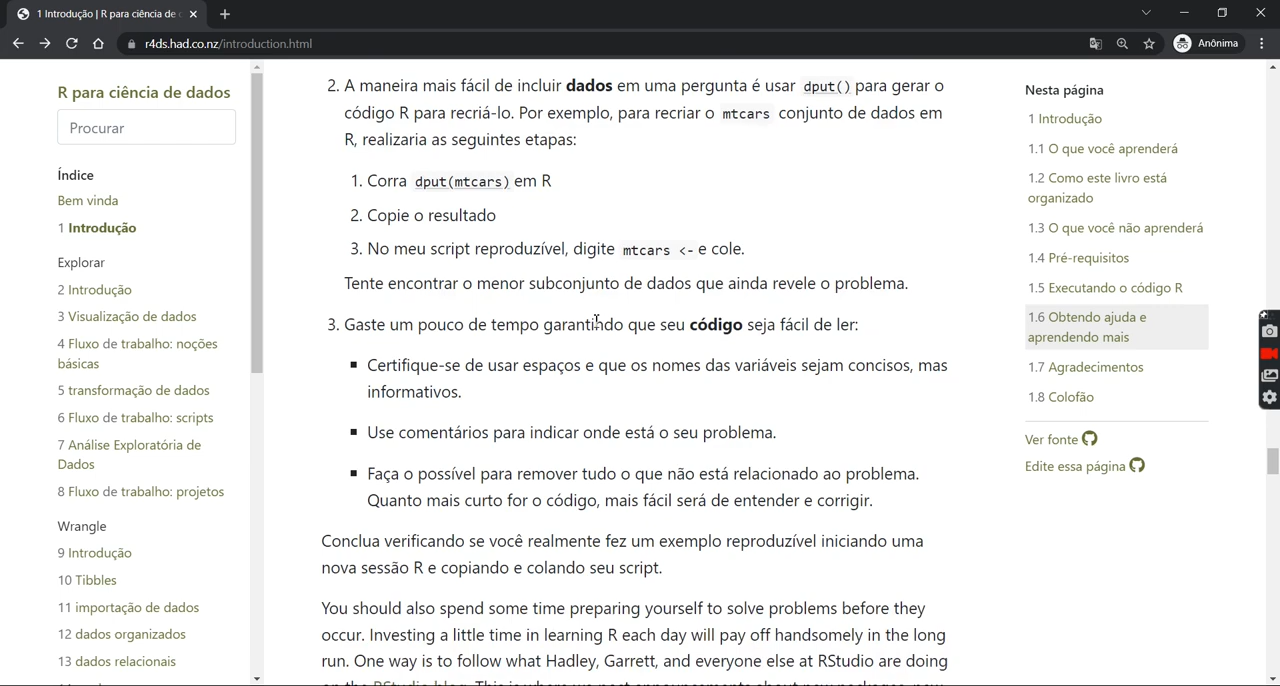 1 Introdução | R para ciência de
r4ds.had.co.nz/introduction.html
Anônima
R para ciência de dados
Procurar
Índice
Bem vinda
1 Introdução
Explorar
2 Introdução
3 Visualização de dados
4 Fluxo de trabalho: noções
básicas
5 transformação de dados
6 Fluxo de trabalho: scripts
7 Análise Exploratória de
Dados
8 Fluxo de trabalho: projetos
Wrangle
9 Introdução
10 Tibbles
11 importação de dados
12 dados organizados
13 dados relacionais
2. A maneira mais fácil de incluir dados em uma pergunta é usar dput() para gerar o
código R para recriá-lo. Por exemplo, para recriar o mtcars conjunto de dados em
R, realizaria as seguintes etapas:
1. Corra dput(mtcars) em R
2. Copie o resultado
3. No meu script reproduzível, digite mtcars <- e cole.
Tente encontrar o menor subconjunto de dados que ainda revele o problema.
3. Gaste um pouco de tempo garantindo que seu código seja fácil de ler:
▪ Certifique-se de usar espaços e que os nomes das variáveis sejam concisos, mas
informativos.
▪ Use comentários para indicar onde está o seu problema.
▪ Faça o possível para remover tudo o que não está relacionado ao problema.
Quanto mais curto for o código, mais fácil será de entender e corrigir.
Conclua verificando se você realmente fez um exemplo reproduzível iniciando uma
nova sessão R e copiando e colando seu script.
You should also spend some time preparing yourself to solve problems before they
occur. Investing a little time in learning R each day will pay off handsomely in the long
run. One way is to follow what Hadley, Garrett, and everyone else at RStudio are doing
Nesta página
1 Introdução
1.1 O que você aprenderá
1.2 Como este livro está
organizado
1.3 O que você não aprenderá
1.4 Pré-requisitos
1.5 Executando o código R
1.6 Obtendo ajuda e
aprendendo mais
1.7 Agradecimentos
1.8 Colofão
Ver fonte
Edite essa página